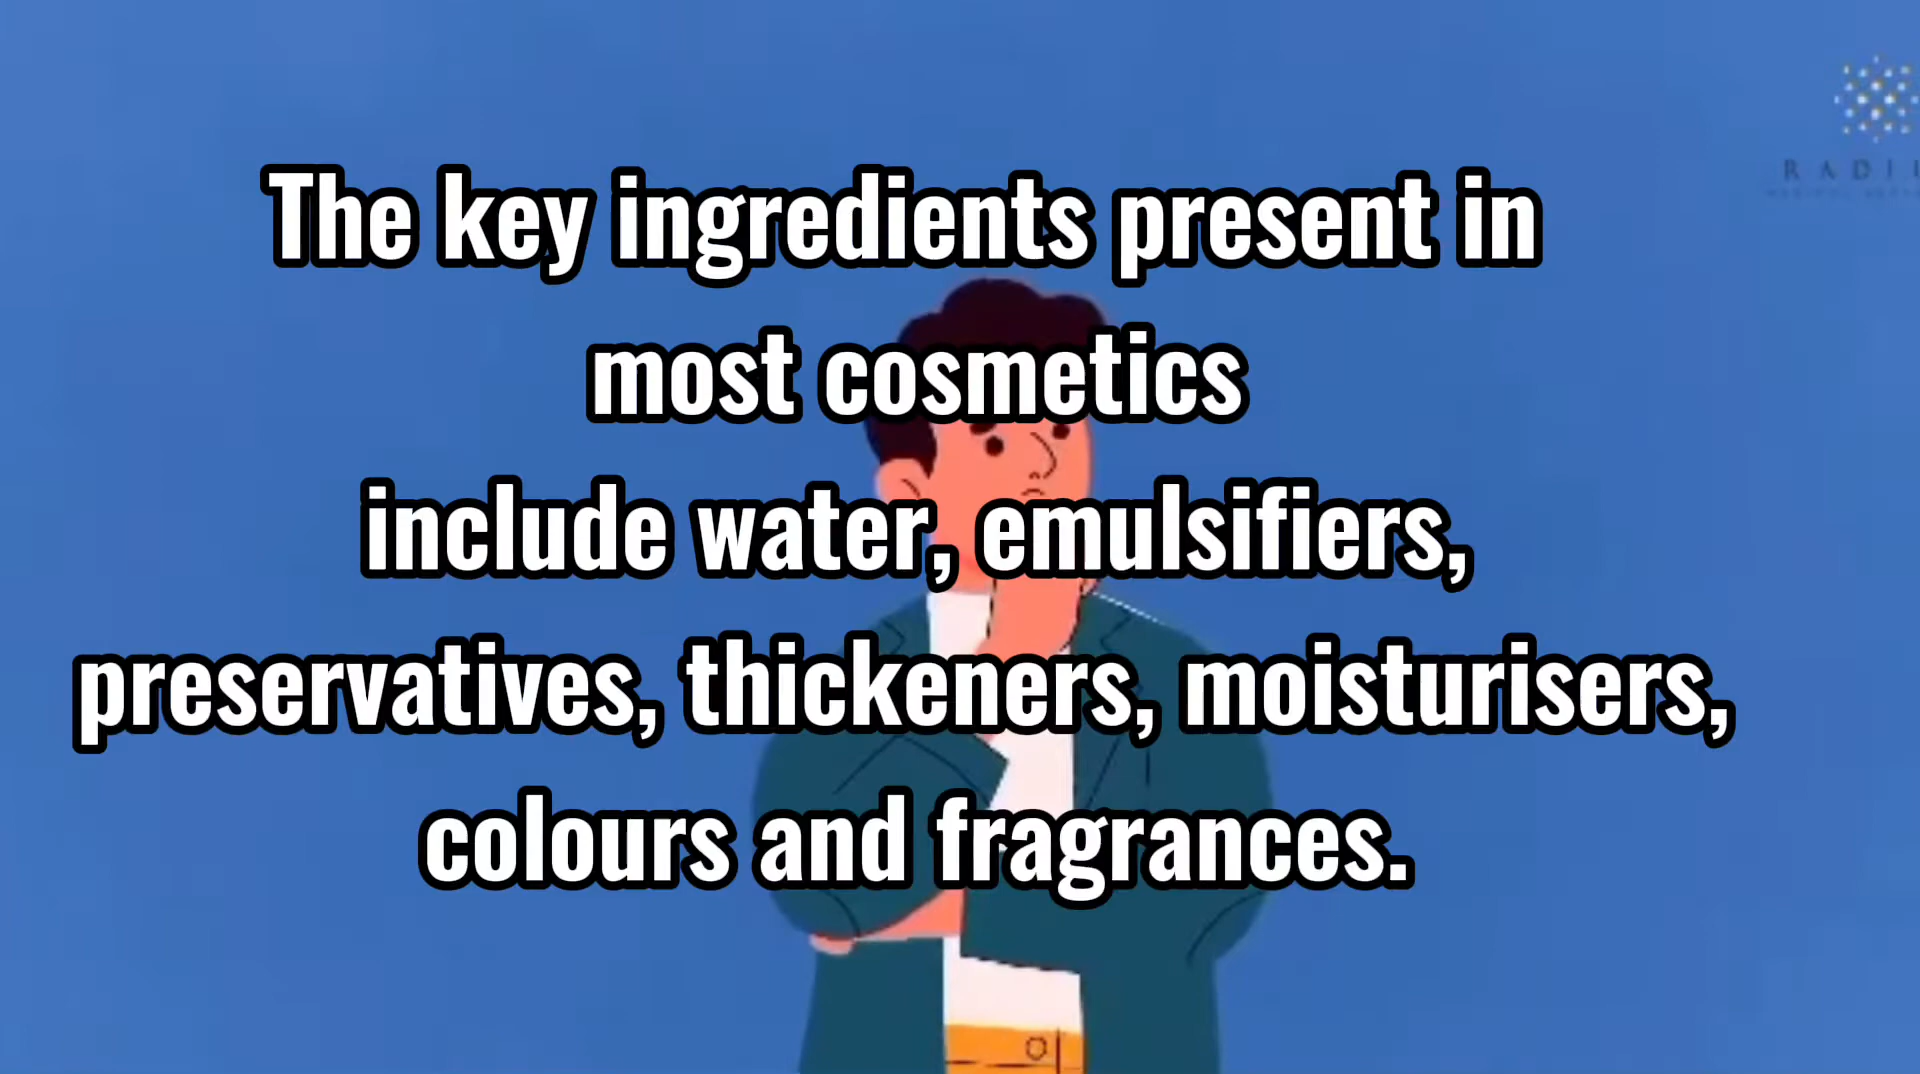 The key ingredients present in
most cosmetics
include water, emulsifiers,
preservatives, thickeners, moisturisers,
colours and fragrances.